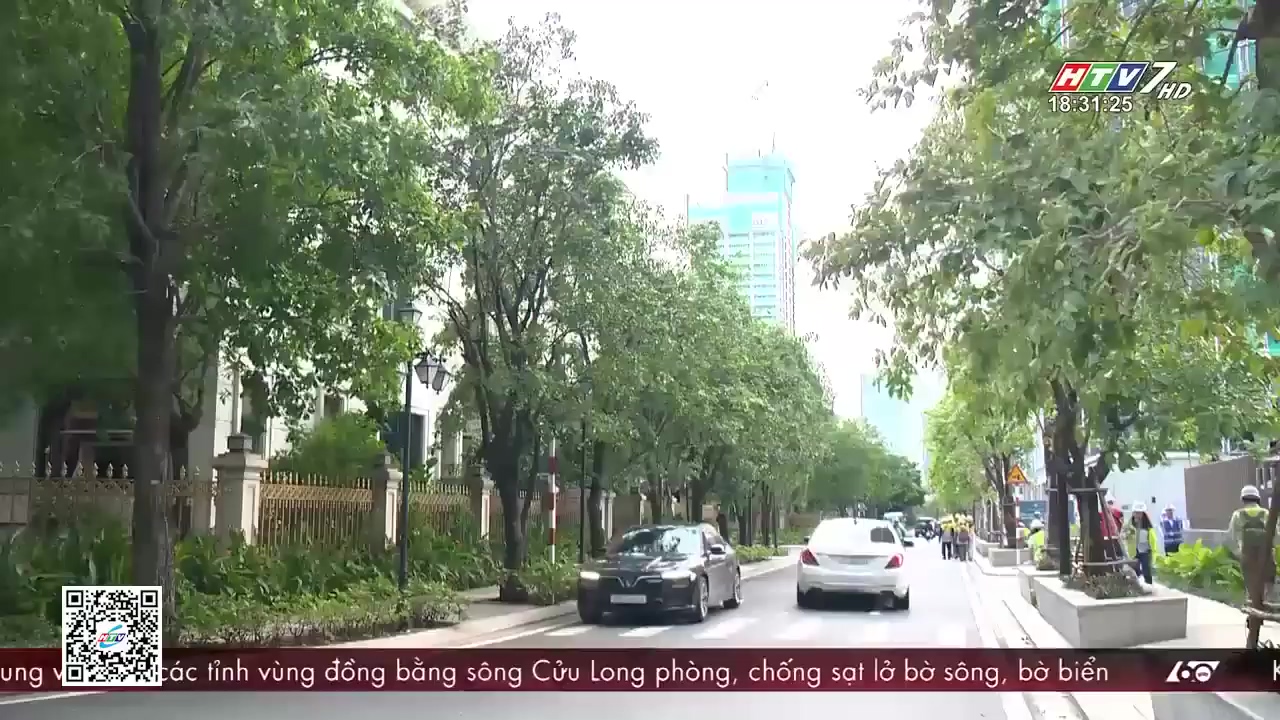 HTV7 HD
18:31:25
HTV
các tỉnh vùng đồng bằng sông Cửu Long phòng, chống sạt lở bờ sông, bờ biển